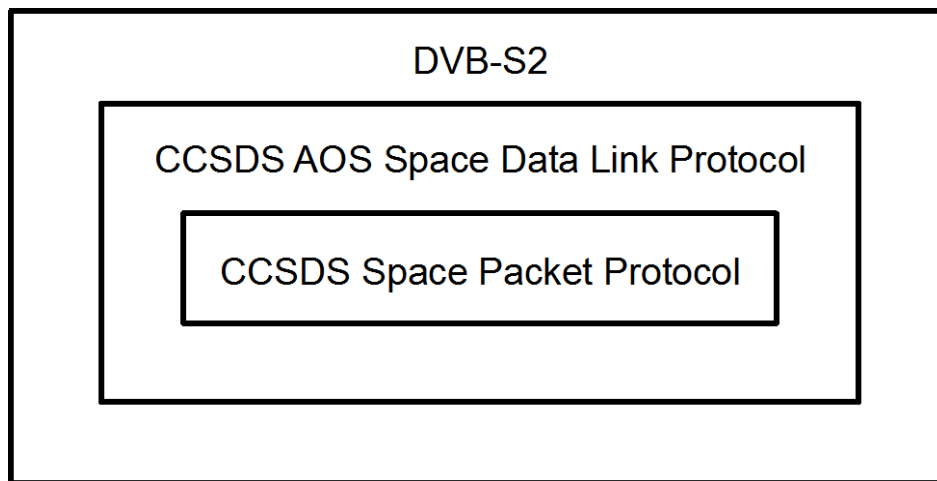 DVB-S2
CCSDS AOS Space Data Link Protocol
CCSDS Space Packet Protocol